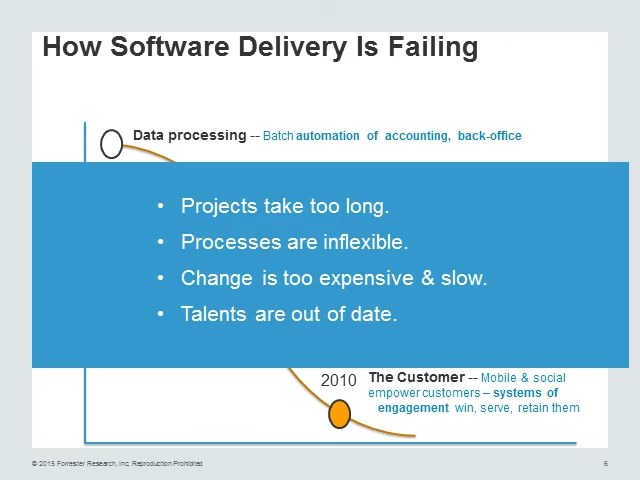 How Software Delivery Is Failing
Data processing -- Batch automation of accounting, back-office
• Projects take too long.
• Processes are inflexible.
• Change is too expensive & slow.
• Talents are out of date.
2010
The Customer -- Mobile & social
empower customers – systems of
engagement win, serve, retain them
© 2015 Forrester Research, Inc. Reproduction Prohibited
6